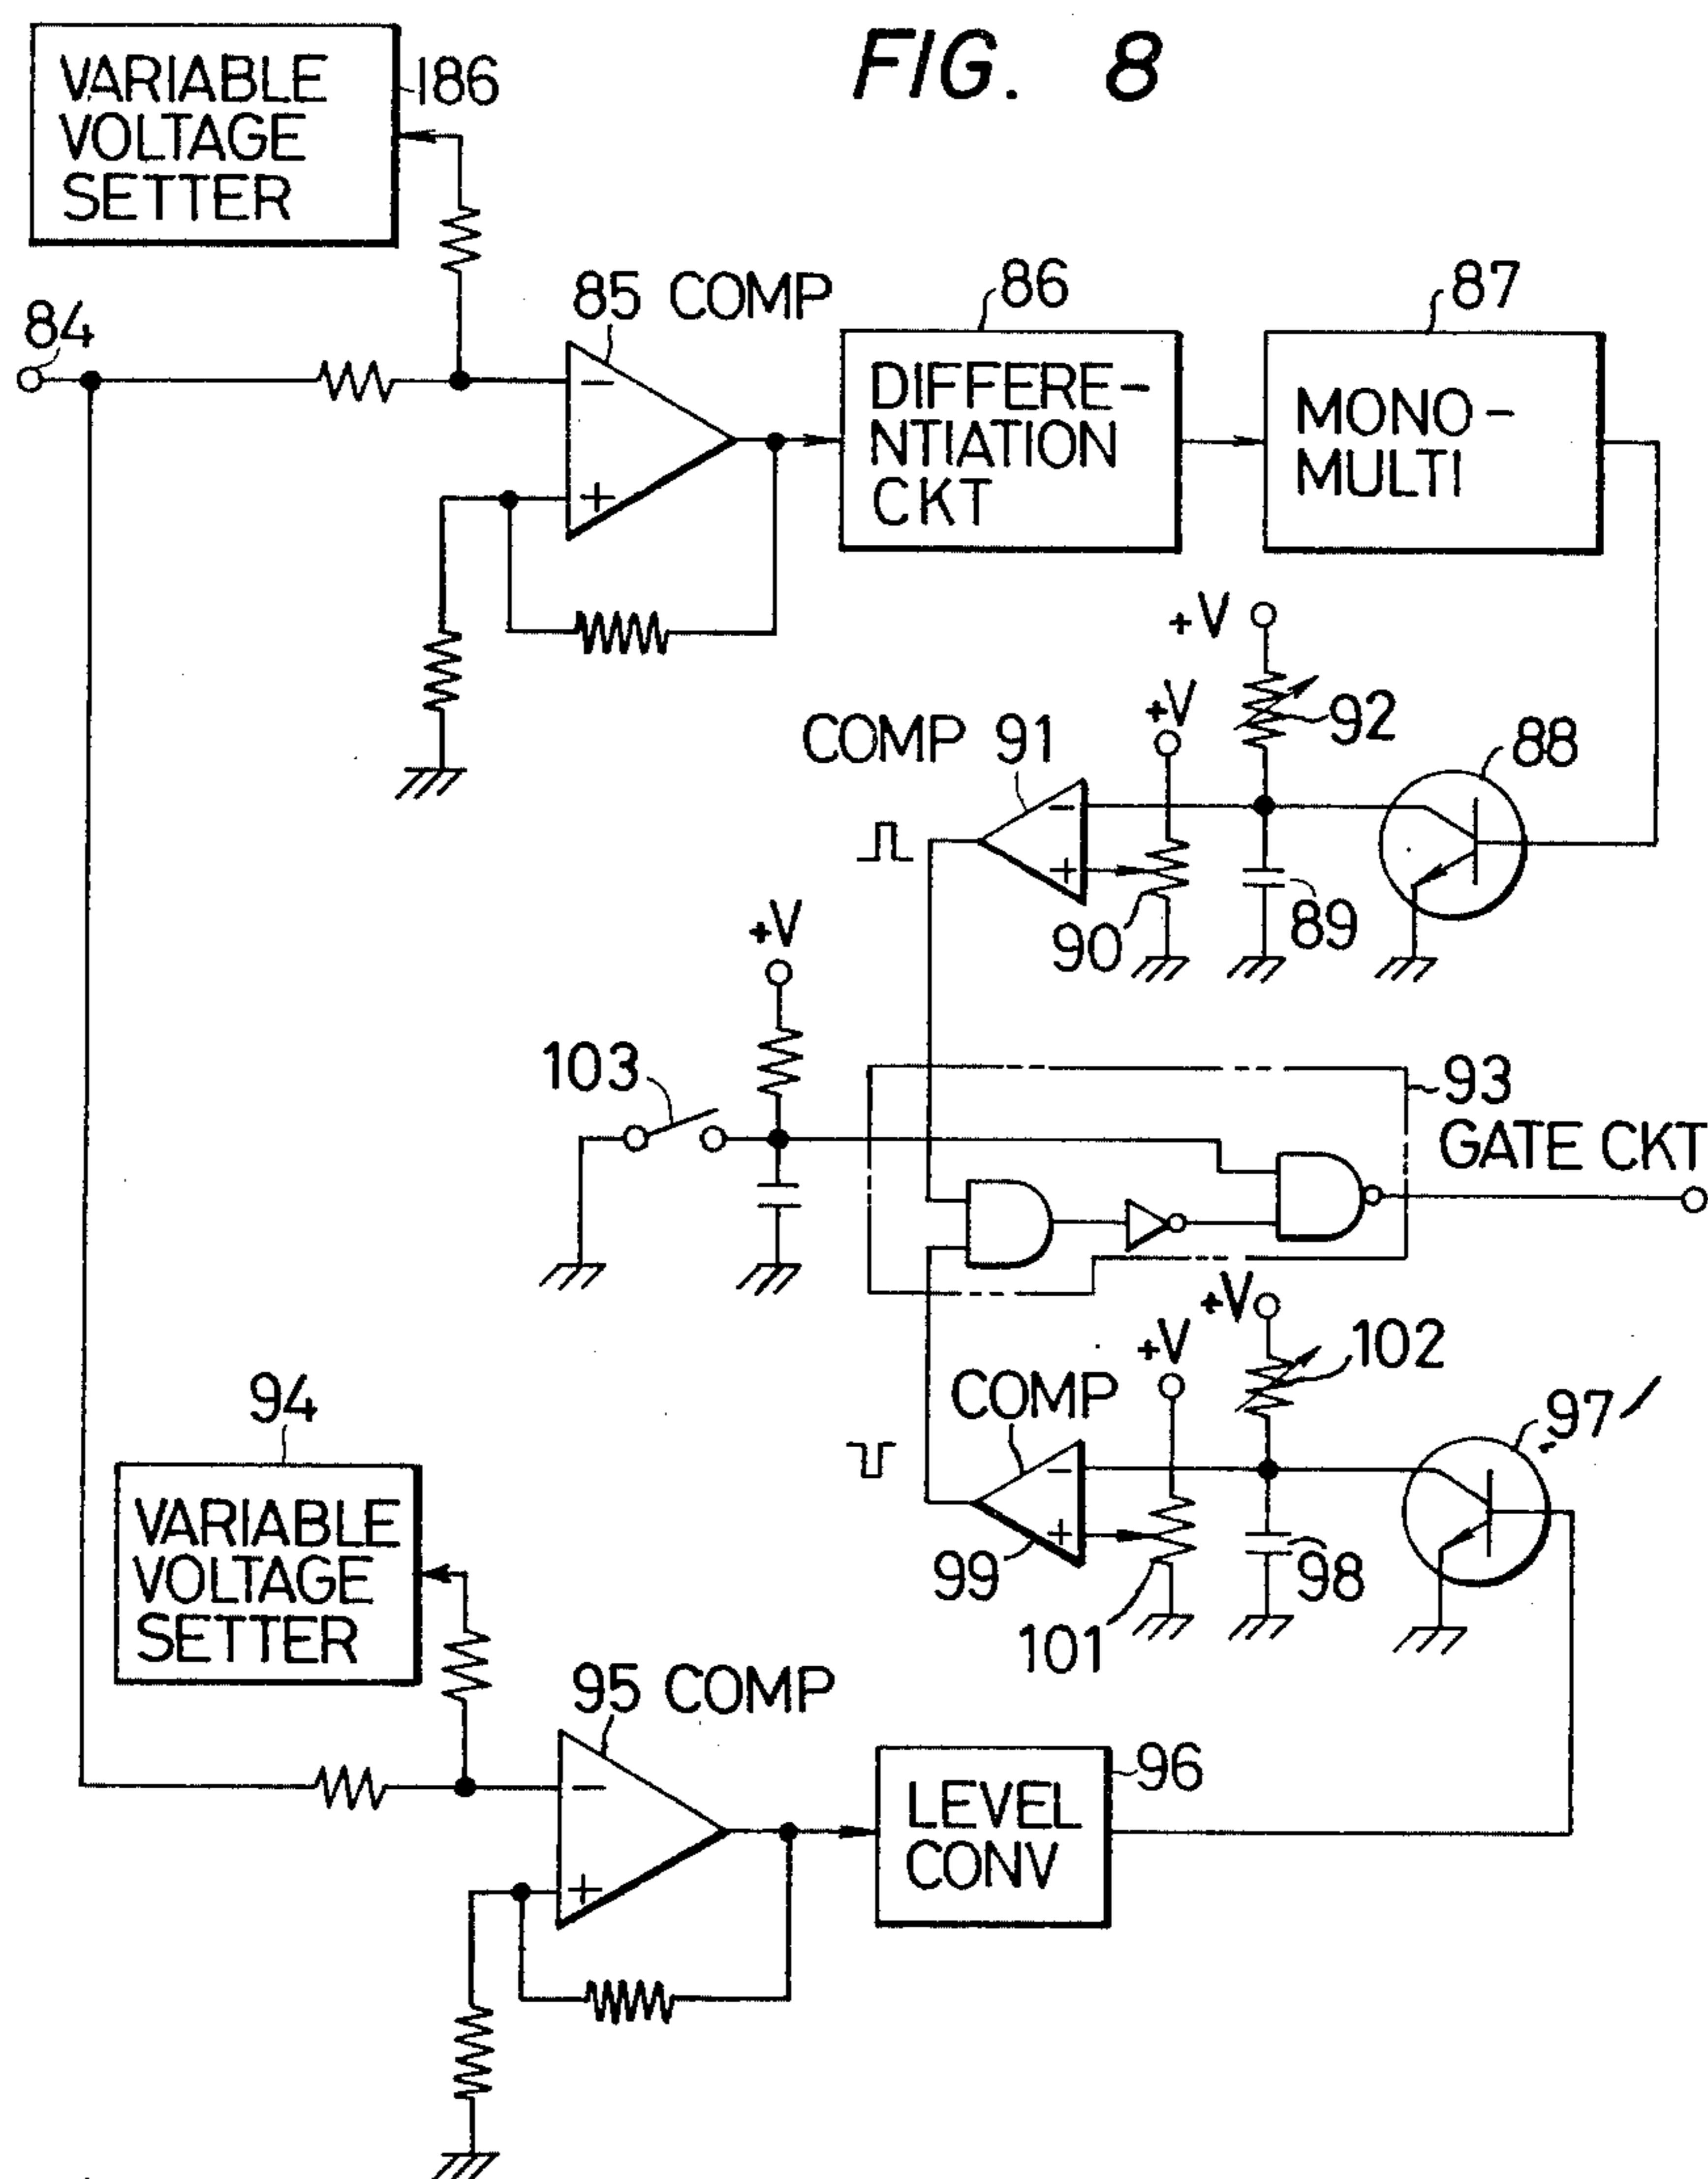 FIG. 8
VARIABLE
VOLTAGE
SETTER
186
84
85 COMP
86
DIFFERE-
NTIATION
CKT
87
MONO-
MULTI
+V
92
+V
COMP 91
88
-
+
-
+
90
89
+V
103
93
GATE CKT
+V
102
+V
COMP
97
94
VARIABLE
VOLTAGE
SETTER
-
+
99
98
101
95 COMP
-
+
96
LEVEL
CONV